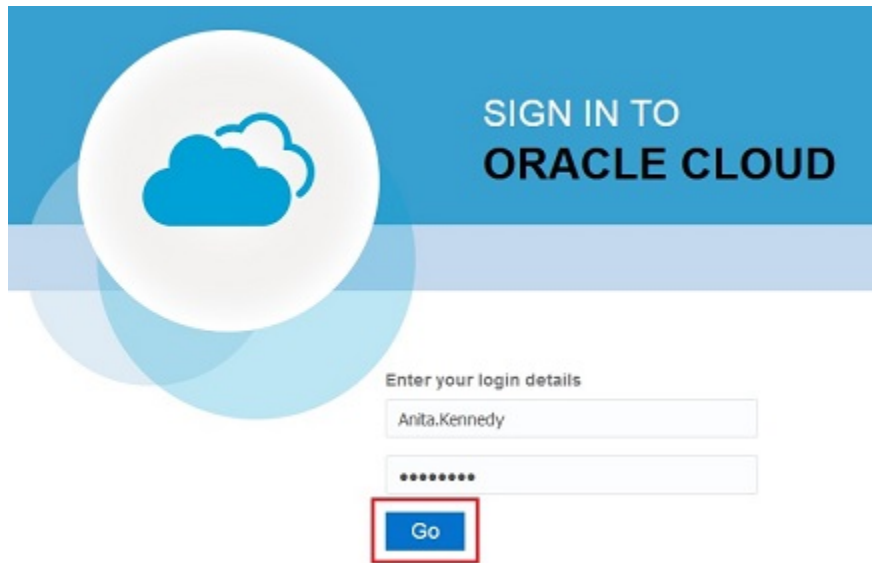 SIGN IN TO
ORACLE CLOUD
Enter your login details
Anita.Kennedy
••••••••
Go